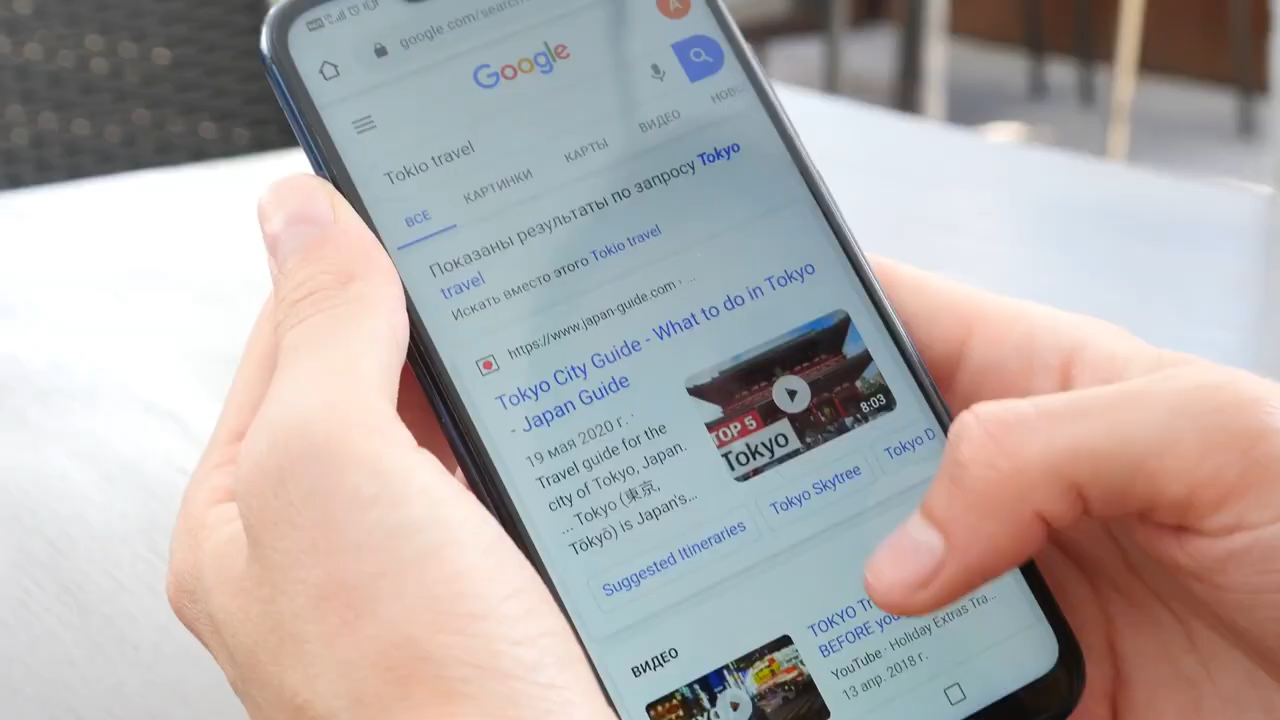 google.com/search
A
Google
Tokio travel
ВСЕ КАРТИНКИ КАРТЫ ВИДЕО НОВ
Показаны результаты по запросу Tokyo
travel
Искать вместо этого Tokio travel
https://www.japan-guide.com › ...
Tokyo City Guide - What to do in Tokyo
- Japan Guide
19 мая 2020 г. ·
Travel guide for the
city of Tokyo, Japan.
... Tokyo (東京,
Tōkyō) is Japan's...
TOP 5
Tokyo
8:03
Suggested Itineraries
Tokyo Skytree
Tokyo D
ВИДЕО
TOKYO Tr
BEFORE you
YouTube · Holiday Extras Tra...
13 апр. 2018 г.